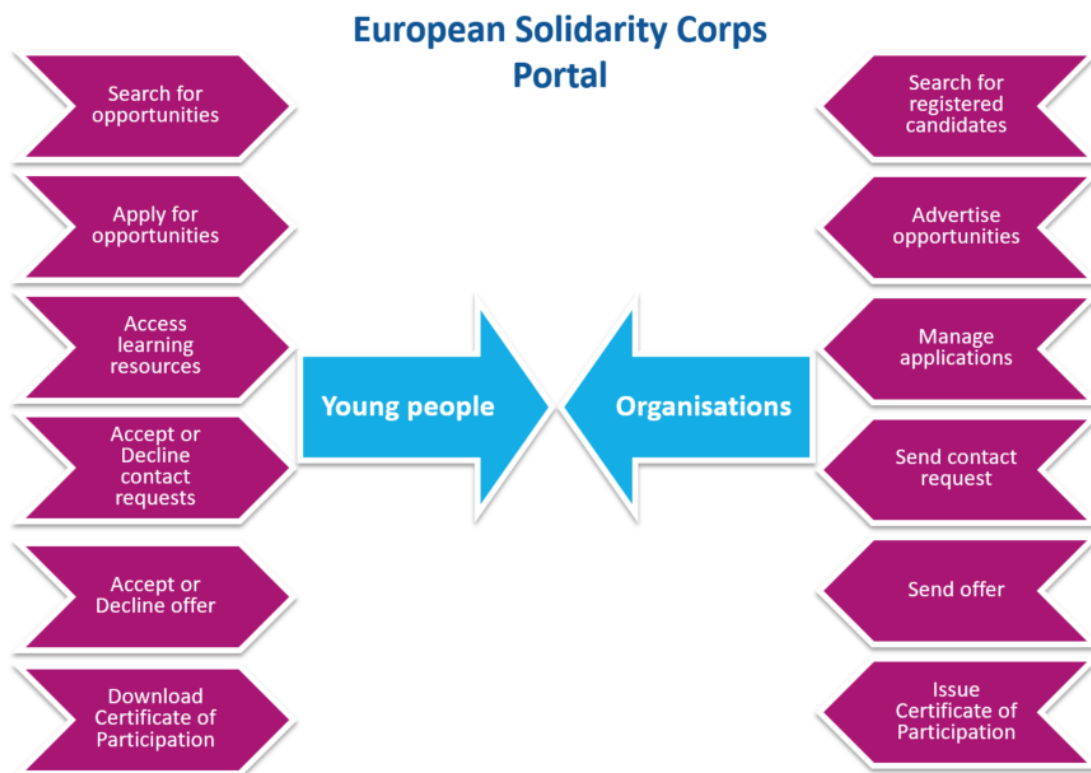 European Solidarity Corps
Portal
Search for
opportunities
Apply for
opportunities
Access
learning
resources
Accept or
Decline
contact
requests
Accept or
Decline offer
Download
Certificate of
Participation
Young people
Organisations
Search for
registered
candidates
Advertise
opportunities
Manage
applications
Send contact
request
Send offer
Issue
Certificate of
Participation